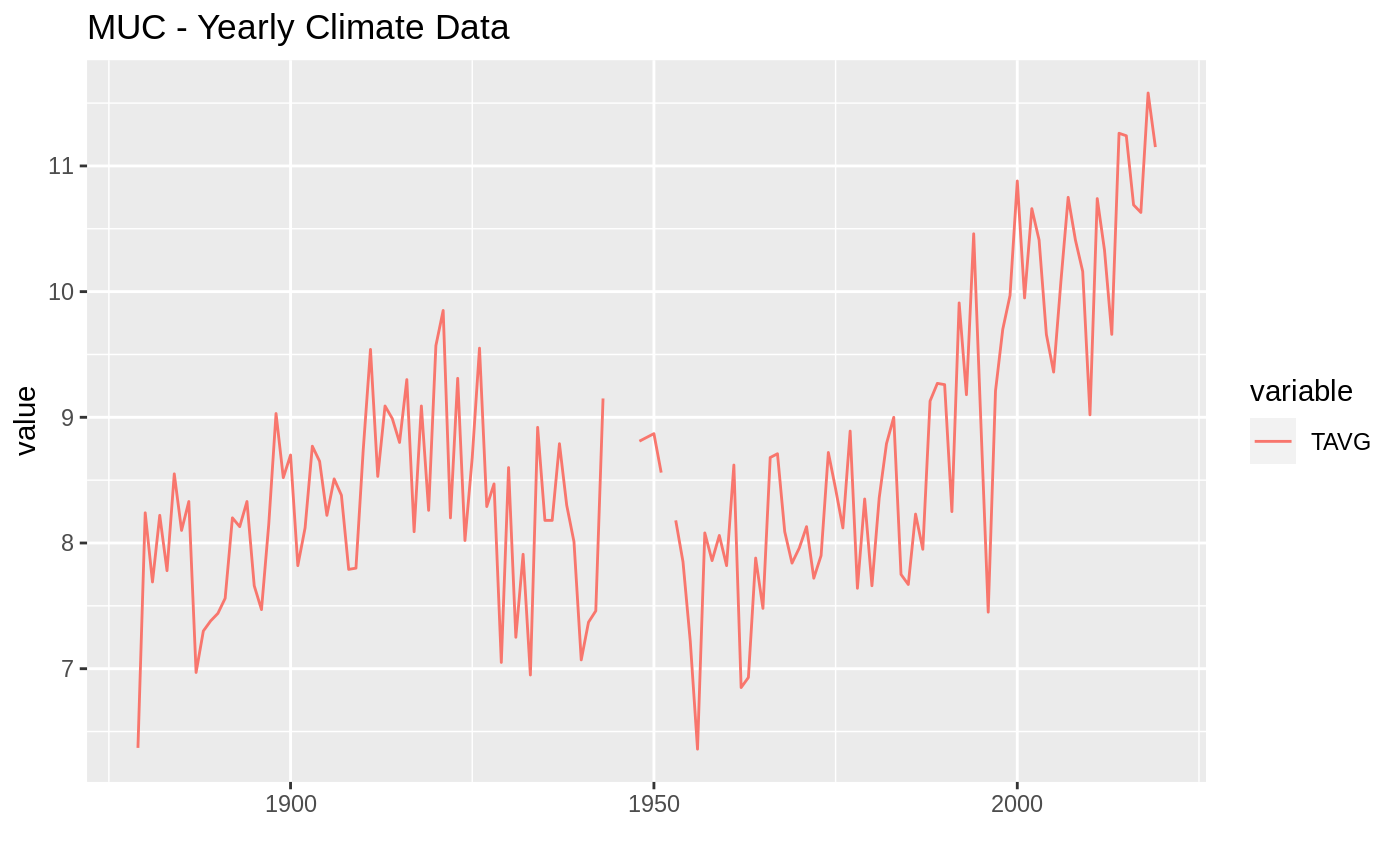 MUC - Yearly Climate Data
value
11
10
9
8
7
1900
1950
2000
variable
TAVG